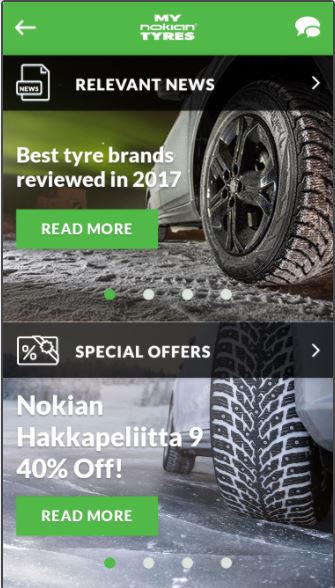 MY
nokian
TYRES
NEWS
RELEVANT NEWS
Best tyre brands
reviewed in 2017
READ MORE
%
SPECIAL OFFERS
Nokian
Hakkapeliitta 9
40% Off!
READ MORE